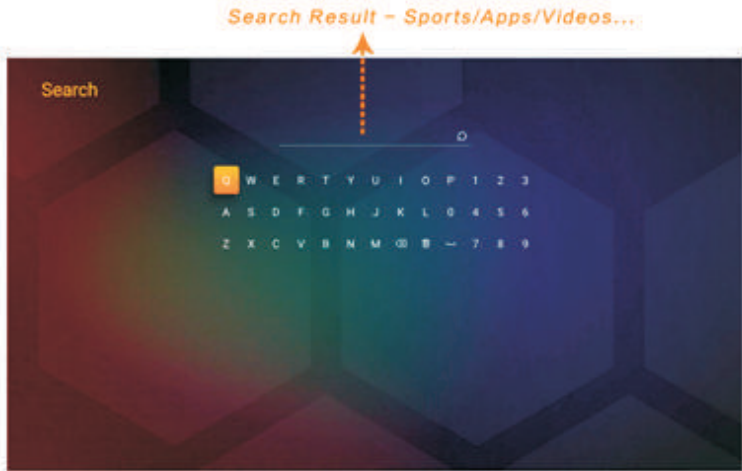 Search Result – Sports/Apps/Videos...
Search
Q W E R T Y U I O P 1 2 3
A S D F G H J K L 0 4 5 6
Z X C V B N M 7 8 9